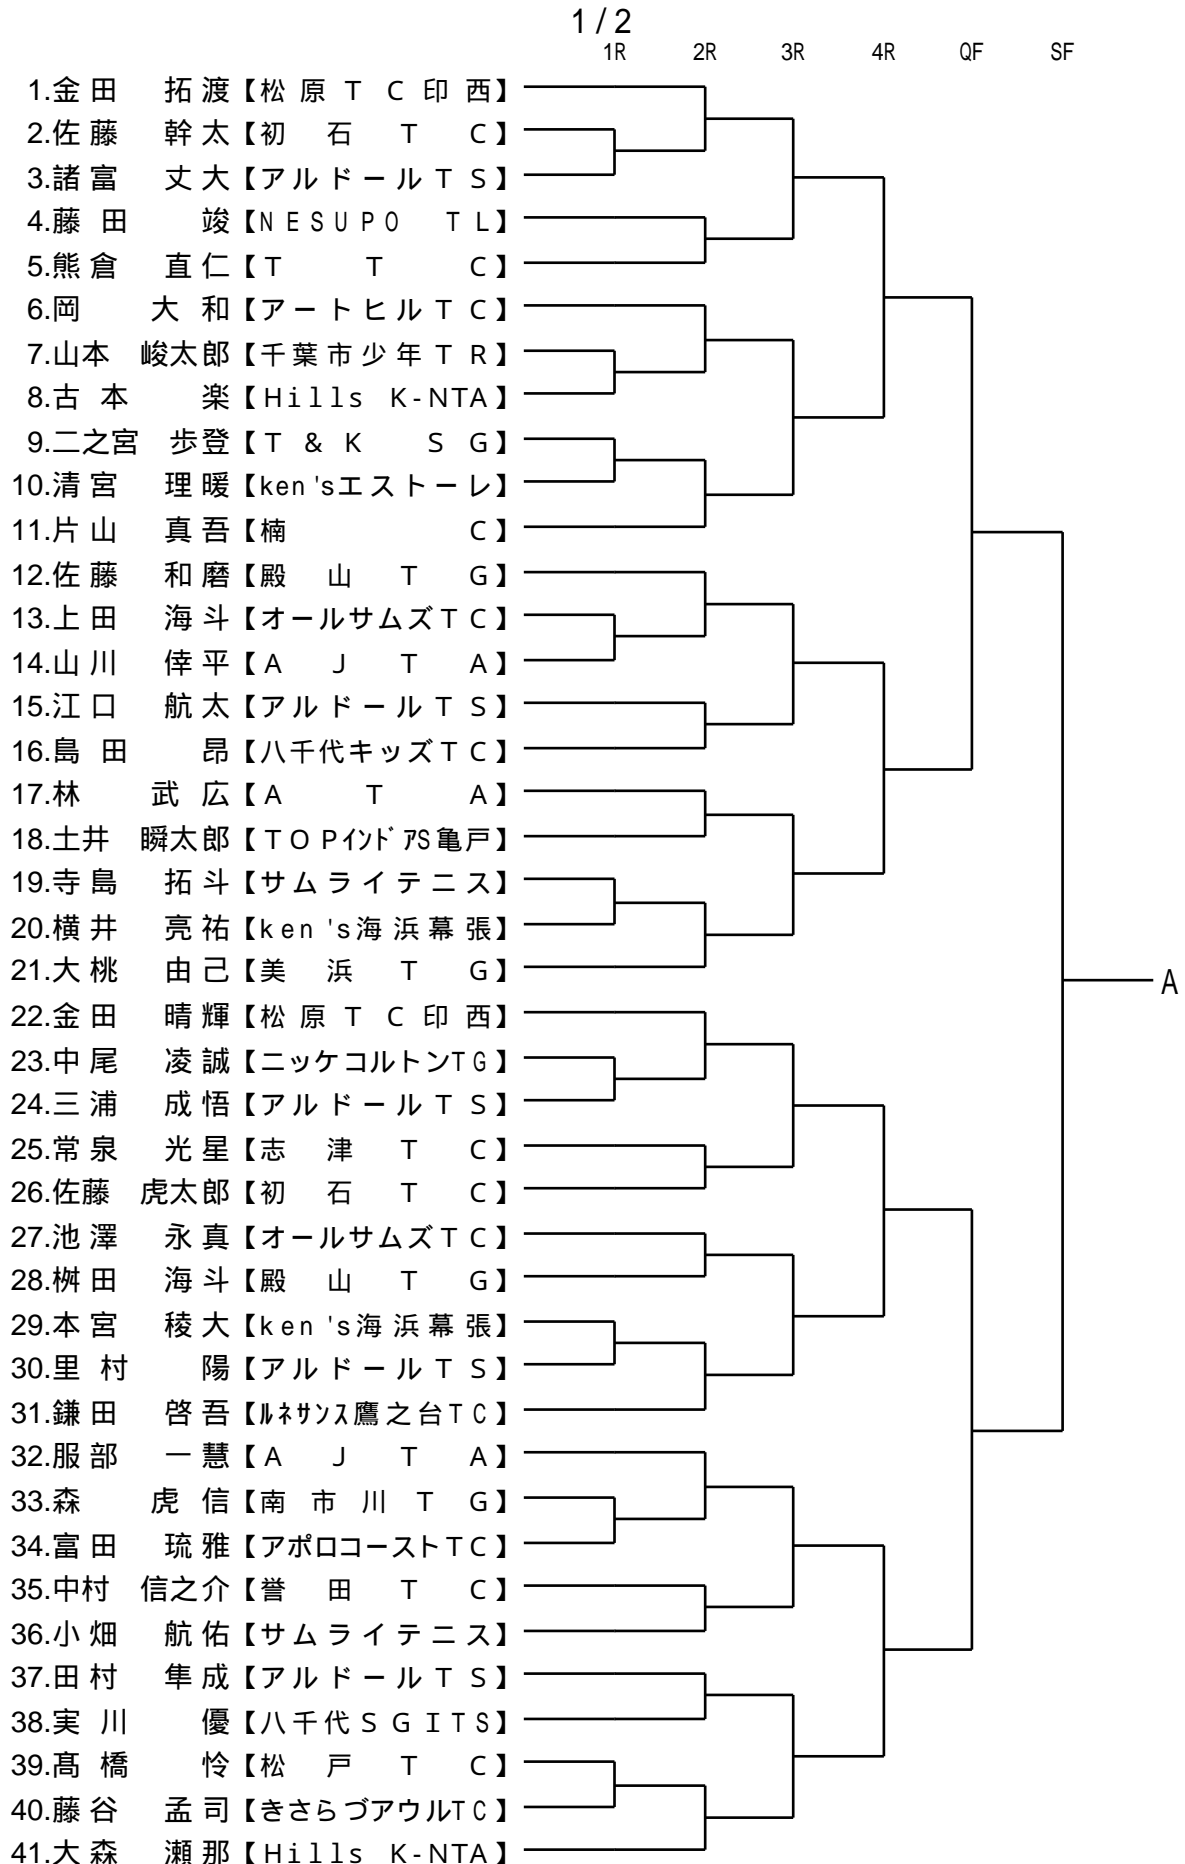 1/2
1R 2R 3R 4R QF SF
1.金田 拓渡【松原TC印西】
2.佐藤 幹太【初石TC】
3.諸富 丈大【アルドールTS】
4.藤田 竣【NESUPO TL】
5.熊倉 直仁【TTC】
6.岡 大和【アートヒルTC】
7.山本 峻太郎【千葉市少年TR】
8.古本 楽【Hills K-NTA】
9.二之宮 歩登【T&K SG】
10.清宮 理暖【ken'sエストーレ】
11.片山 真吾【楠C】
12.佐藤 和磨【殿山TG】
13.上田 海斗【オールサムズTC】
14.山川 倖平【AJTA】
15.江口 航太【アルドールTS】
16.島田 昂【八千代キッズTC】
17.林 武広【ATA】
18.土井 瞬太郎【TOPインドアS亀戸】
19.寺島 拓斗【サムライテニス】
20.横井 亮祐【ken's海浜幕張】
21.大桃 由己【美浜TG】
A
22.金田 晴輝【松原TC印西】
23.中尾 凌誠【ニッケコルトンTG】
24.三浦 成悟【アルドールTS】
25.常泉 光星【志津TC】
26.佐藤 虎太郎【初石TC】
27.池澤 永真【オールサムズTC】
28.桝田 海斗【殿山TG】
29.本宮 稜大【ken's海浜幕張】
30.里村 陽【アルドールTS】
31.鎌田 啓吾【ルネサンス鷹之台TC】
32.服部 一慧【AJTA】
33.森 虎信【南市川TG】
34.富田 琉雅【アポロコーストTC】
35.中村 信之介【誉田TC】
36.小畑 航佑【サムライテニス】
37.田村 隼成【アルドールTS】
38.実川 優【八千代SGITS】
39.髙橋 怜【松戸TC】
40.藤谷 孟司【きさらづアウルTC】
41.大森 瀬那【Hills K-NTA】